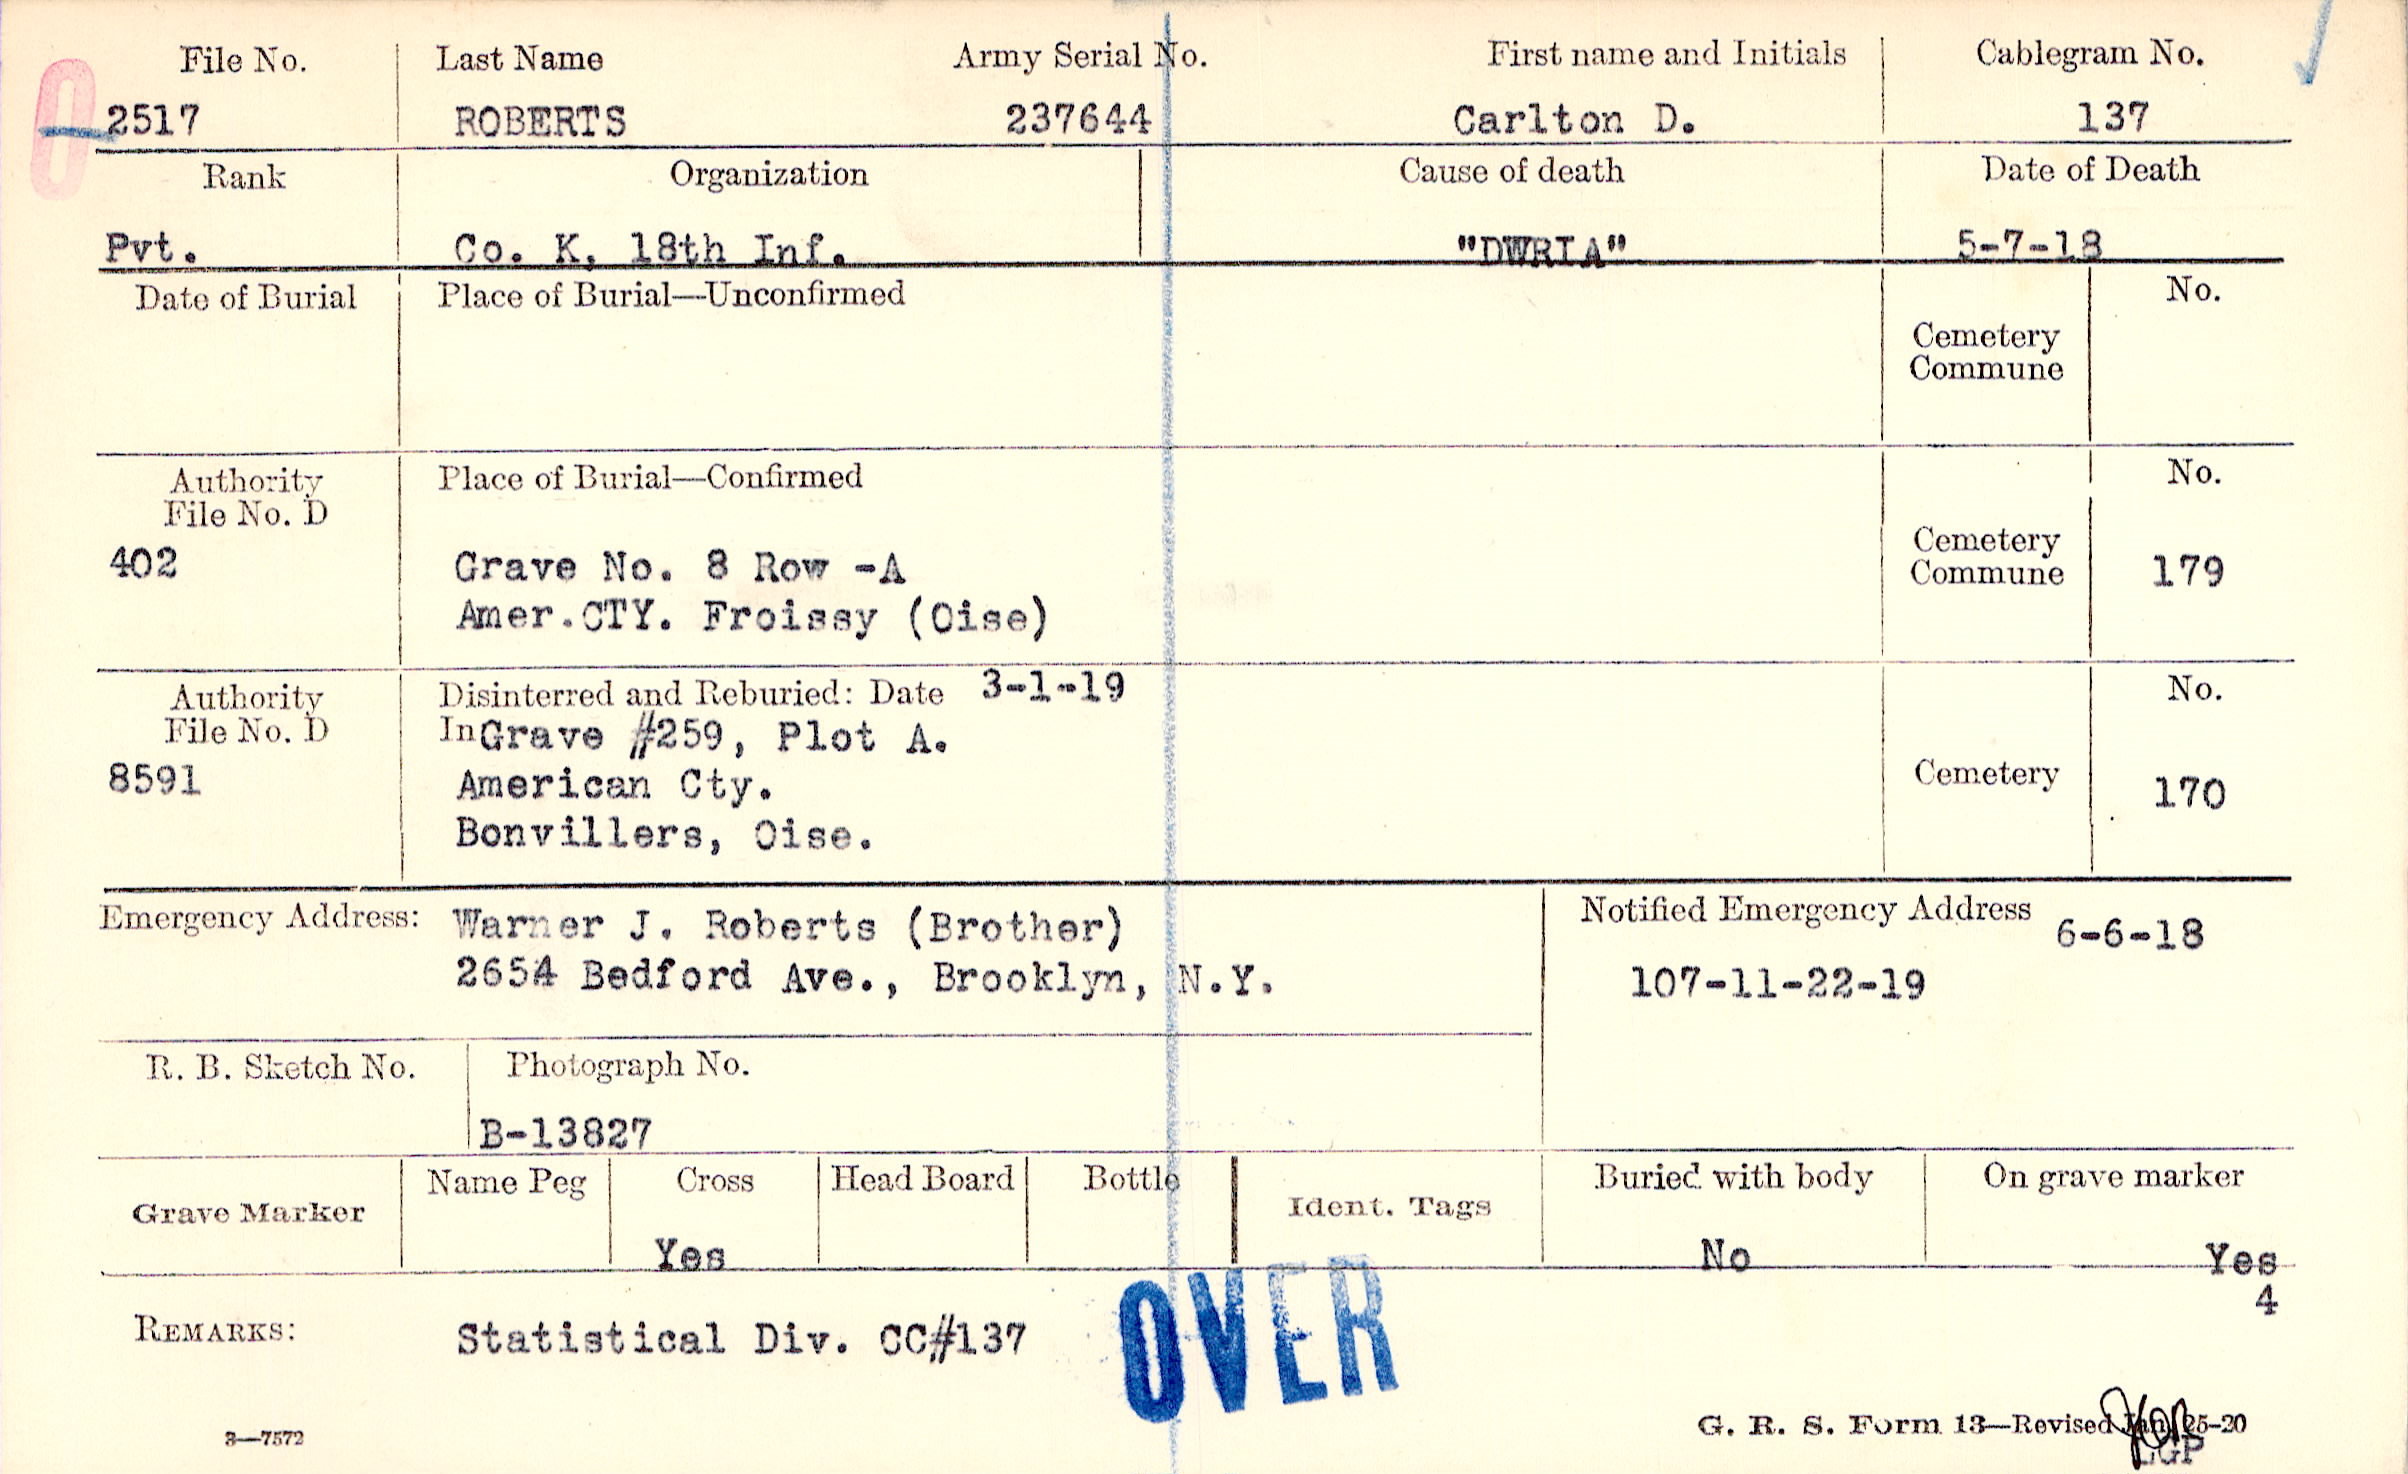 File No. Last Name Army Serial No. First name and Initials Cablegram No.
2517 ROBERTS 237644 Carlton D. 137
Rank Organization Cause of death Date of Death
Pvt. Co. K, 18th Inf. "DWRIA" 5-7-18
Date of Burial Place of Burial—Unconfirmed No.
Cemetery
Commune
Authority Place of Burial—Confirmed No.
File No. D
402 Grave No. 8 Row -A Cemetery
Commune 179
Amer.CTY. Froissy (Oise)
Authority Disinterred and Reburied: Date 3-1-19 No.
File No. D In Grave #259, Plot A.
8591 American Cty. Cemetery 170
Bonvillers, Oise.
Emergency Address: Warner J. Roberts (Brother) Notified Emergency Address 6-6-18
2654 Bedford Ave., Brooklyn, N.Y. 107-11-22-19
R. B. Sketch No. Photograph No.
B-13827
Grave Marker Name Peg Cross Head Board Bottle Ident. Tags Buried with body On grave marker
Yes No Yes
4
OVER
REMARKS: Statistical Div. CC#137
3—7572 G. R. S. Form 13—Revised Jan. 25-20
LGP